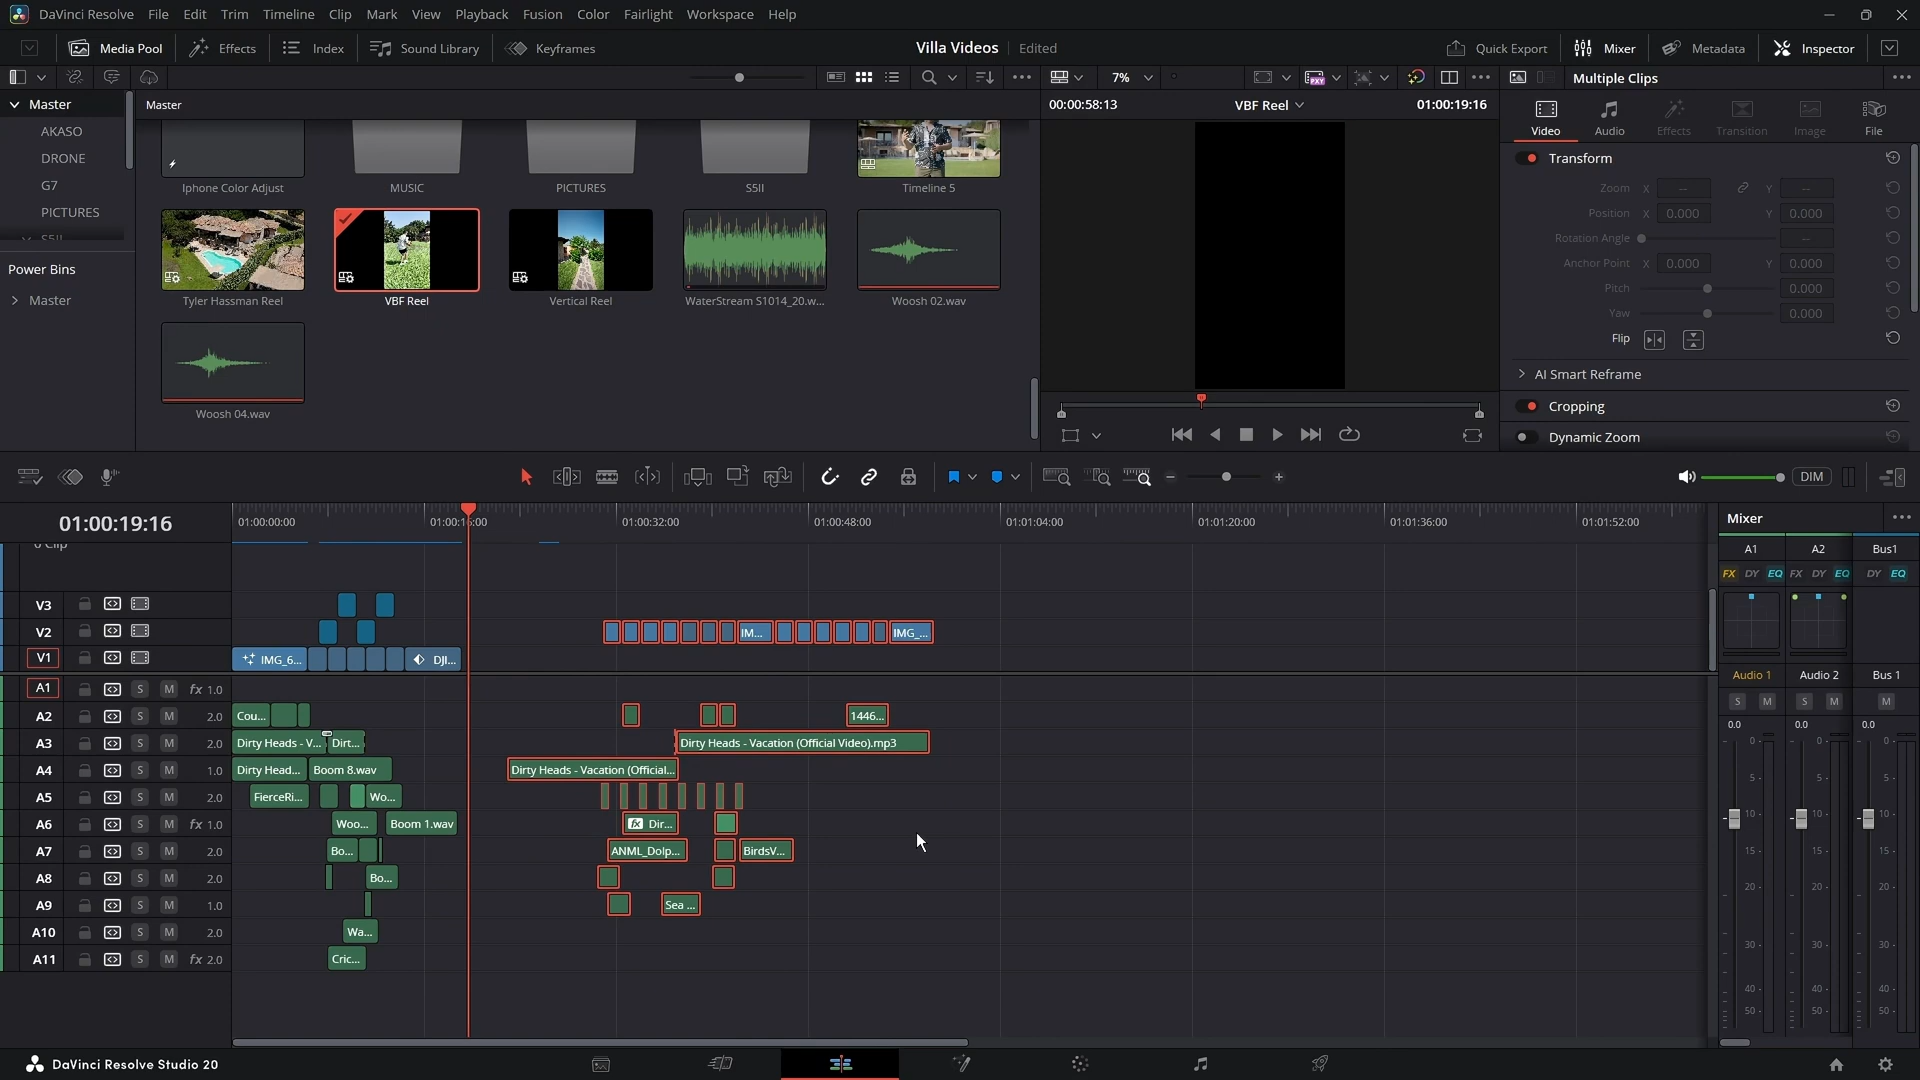 DaVinci Resolve File Edit Trim Timeline Clip Mark View Playback Fusion Color Fairlight Workspace Help
Media Pool Effects Index Sound Library Keyframes Villa Videos Edited Quick Export Mixer Metadata Inspector
7% PXY Multiple Clips
Master Master 00:00:58:13 VBF Reel 01:00:19:16
AKASO
DRONE
G7
PICTURES
S5II
Power Bins
Master
Iphone Color Adjust MUSIC PICTURES S5II Timeline 5
Tyler Hassman Reel VBF Reel Vertical Reel WaterStream S1014_20.w... Woosh 02.wav
Woosh 04.wav
Video Audio Effects Transition Image File
Transform
Zoom X -- Y --
Position X 0.000 Y 0.000
Rotation Angle --
Anchor Point X 0.000 Y 0.000
Pitch 0.000
Yaw 0.000
Flip
AI Smart Reframe
Cropping
Dynamic Zoom
DIM
01:00:19:16 01:00:00:00 01:00:16:00 01:00:32:00 01:00:48:00 01:01:04:00 01:01:20:00 01:01:36:00 01:01:52:00
V3
V2 IM... IMG_...
V1 IMG_6... DJI...
A1 S M fx 1.0
A2 S M 2.0 Cou... 1446...
A3 S M 2.0 Dirty Heads - V... Dirt... Dirty Heads - Vacation (Official Video).mp3
A4 S M 1.0 Dirty Head... Boom 8.wav Dirty Heads - Vacation (Official...
A5 S M 2.0 FierceRi... Wo...
A6 S M fx 1.0 Woo... Boom 1.wav fx Dir...
A7 S M 2.0 Bo... ANML_Dolp... BirdsV...
A8 S M 2.0 Bo...
A9 S M 1.0 Sea ...
A10 S M 2.0 Wa...
A11 S M fx 2.0 Cric...
Mixer
A1 A2 Bus1
FX DY EQ FX DY EQ DY EQ
Audio 1 Audio 2 Bus 1
S M S M M
0.0 0.0 0.0
0 0 0
5 5 5
10 10 10
15 15 15
20 20 20
30 30 30
40 40 40
50 50 50
DaVinci Resolve Studio 20